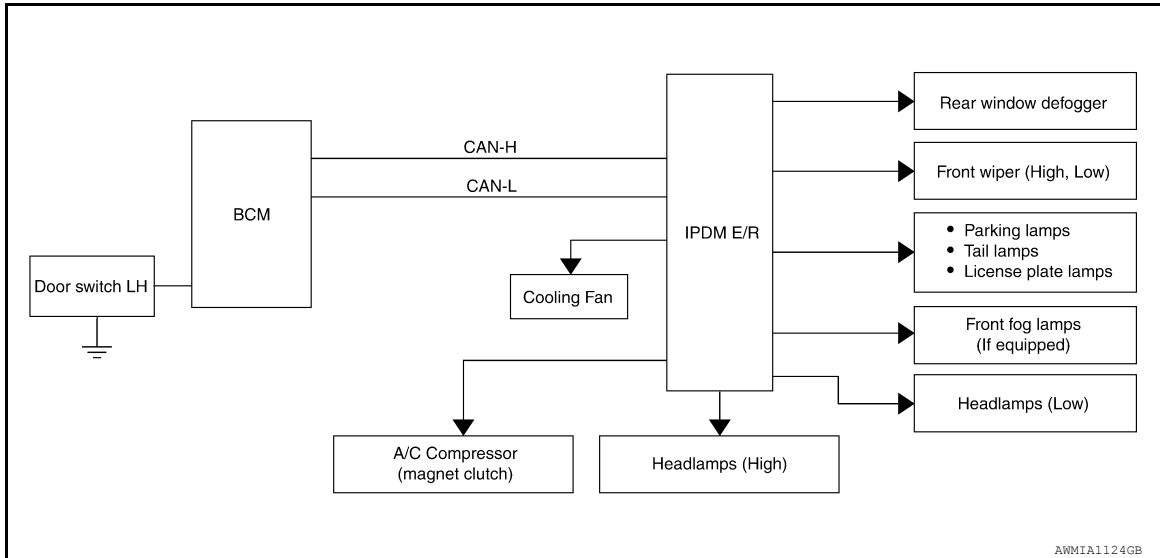 Rear window defogger
CAN-H
Front wiper (High, Low)
CAN-L
BCM
IPDM E/R
• Parking lamps
• Tail lamps
• License plate lamps
Door switch LH
Cooling Fan
Front fog lamps
(If equipped)
Headlamps (Low)
A/C Compressor
(magnet clutch)
Headlamps (High)
AWMIA1124GB